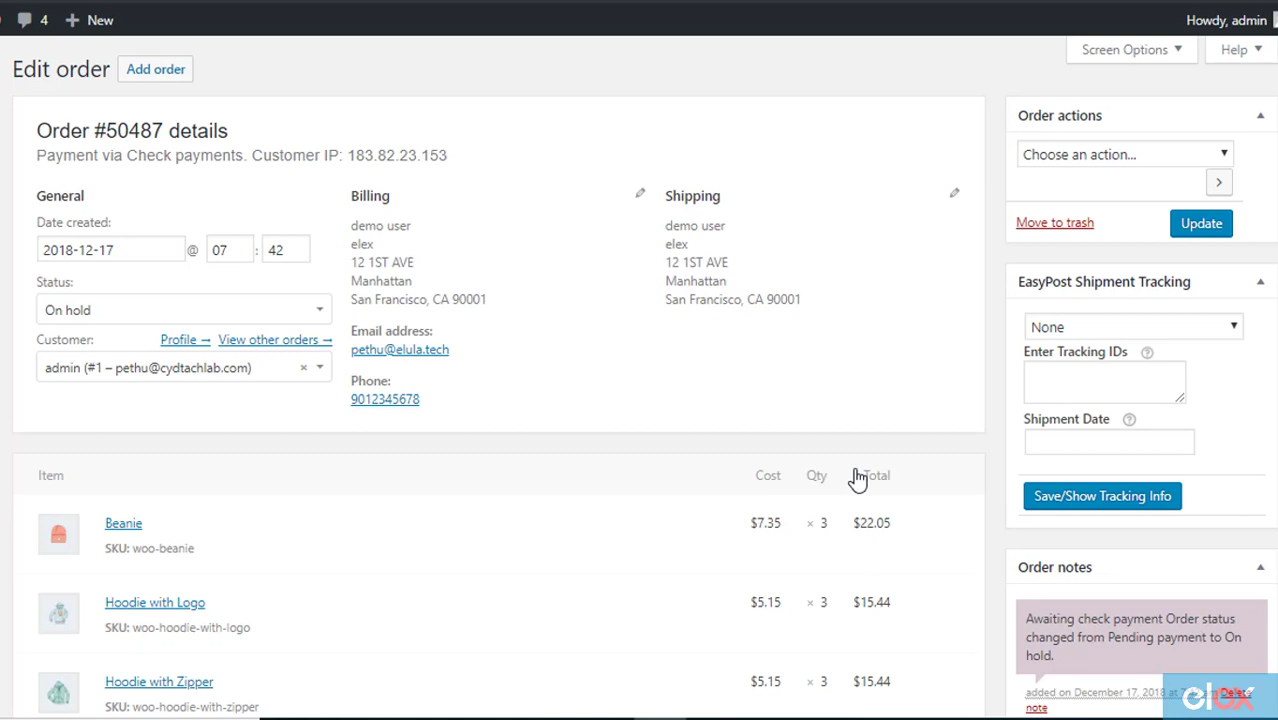 4 New
Howdy, admin
Screen Options Help
Edit order Add order
Order #50487 details
Payment via Check payments. Customer IP: 183.82.23.153
General
Date created:
2018-12-17 @ 07 : 42
Status:
On hold
Customer: Profile → View other orders →
admin (#1 – pethu@cydtachlab.com) ×
Billing
demo user
elex
12 1ST AVE
Manhattan
San Francisco, CA 90001
Email address:
pethu@elula.tech
Phone:
9012345678
Shipping
demo user
elex
12 1ST AVE
Manhattan
San Francisco, CA 90001
Item Cost Qty Total
Beanie $7.35 × 3 $22.05
SKU: woo-beanie
Hoodie with Logo $5.15 × 3 $15.44
SKU: woo-hoodie-with-logo
Hoodie with Zipper $5.15 × 3 $15.44
SKU: woo-hoodie-with-zipper
Order actions
Choose an action...
Move to trash Update
EasyPost Shipment Tracking
None
Enter Tracking IDs ?
Shipment Date ?
Save/Show Tracking Info
Order notes
Awaiting check payment Order status
changed from Pending payment to On
hold.
added on December 17, 2018 at Delete
note
elex